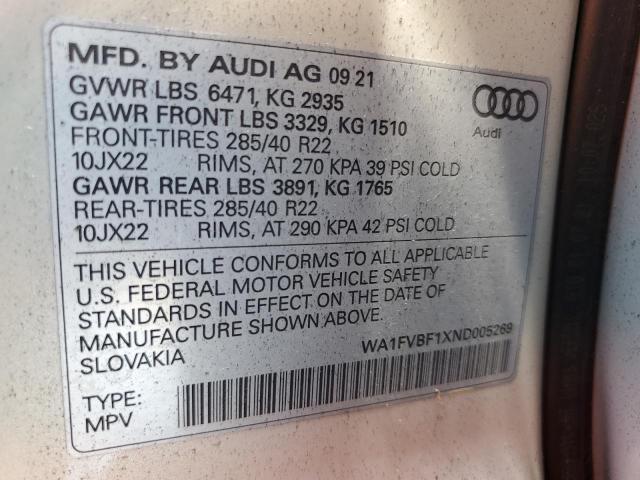 MFD. BY AUDI AG 09 21
GVWR LBS 6471, KG 2935
GAWR FRONT LBS 3329, KG 1510
FRONT-TIRES 285/40 R22
10JX22 RIMS, AT 270 KPA 39 PSI COLD
GAWR REAR LBS 3891, KG 1765
REAR-TIRES 285/40 R22
10JX22 RIMS, AT 290 KPA 42 PSI COLD
Audi
THIS VEHICLE CONFORMS TO ALL APPLICABLE
U.S. FEDERAL MOTOR VEHICLE SAFETY
STANDARDS IN EFFECT ON THE DATE OF
MANUFACTURE SHOWN ABOVE.
SLOVAKIA
WA1FVBF1XND005269
TYPE:
MPV